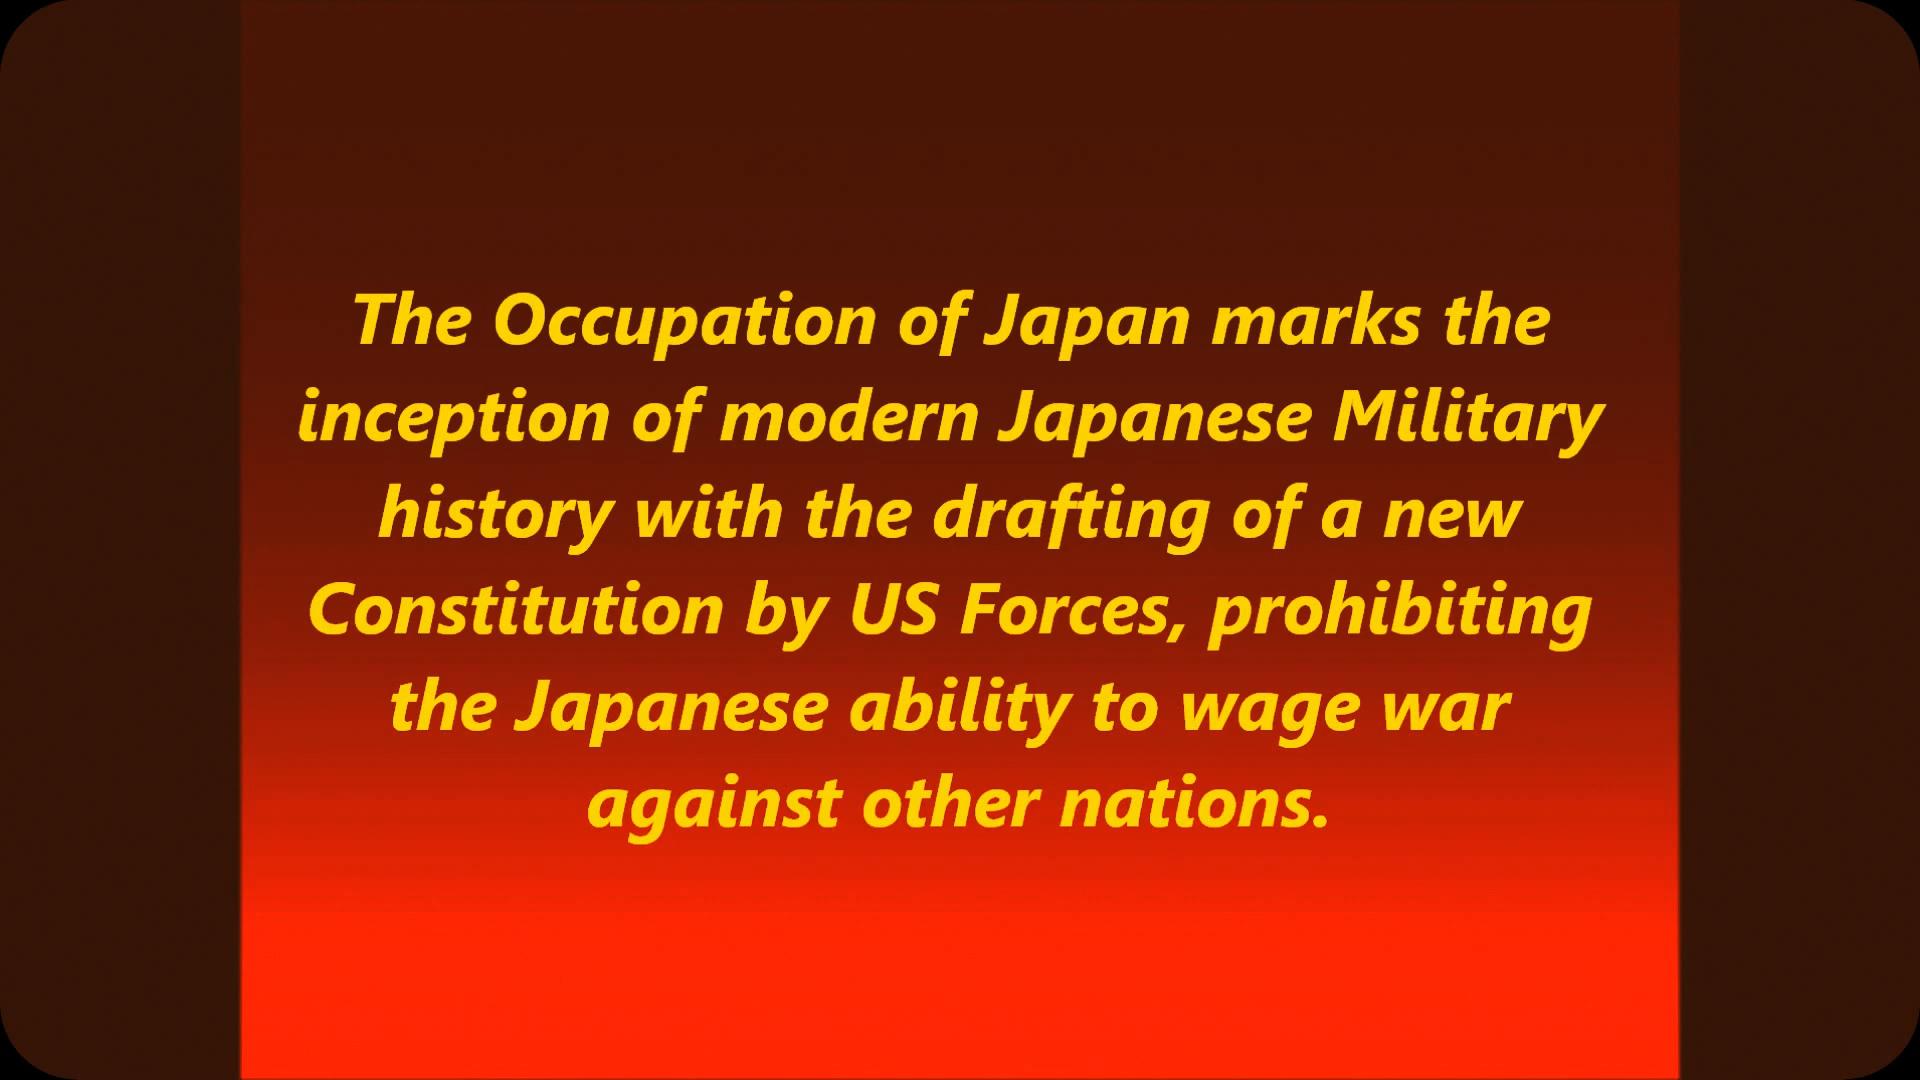 The Occupation of Japan marks the
inception of modern Japanese Military
history with the drafting of a new
Constitution by US Forces, prohibiting
the Japanese ability to wage war
against other nations.